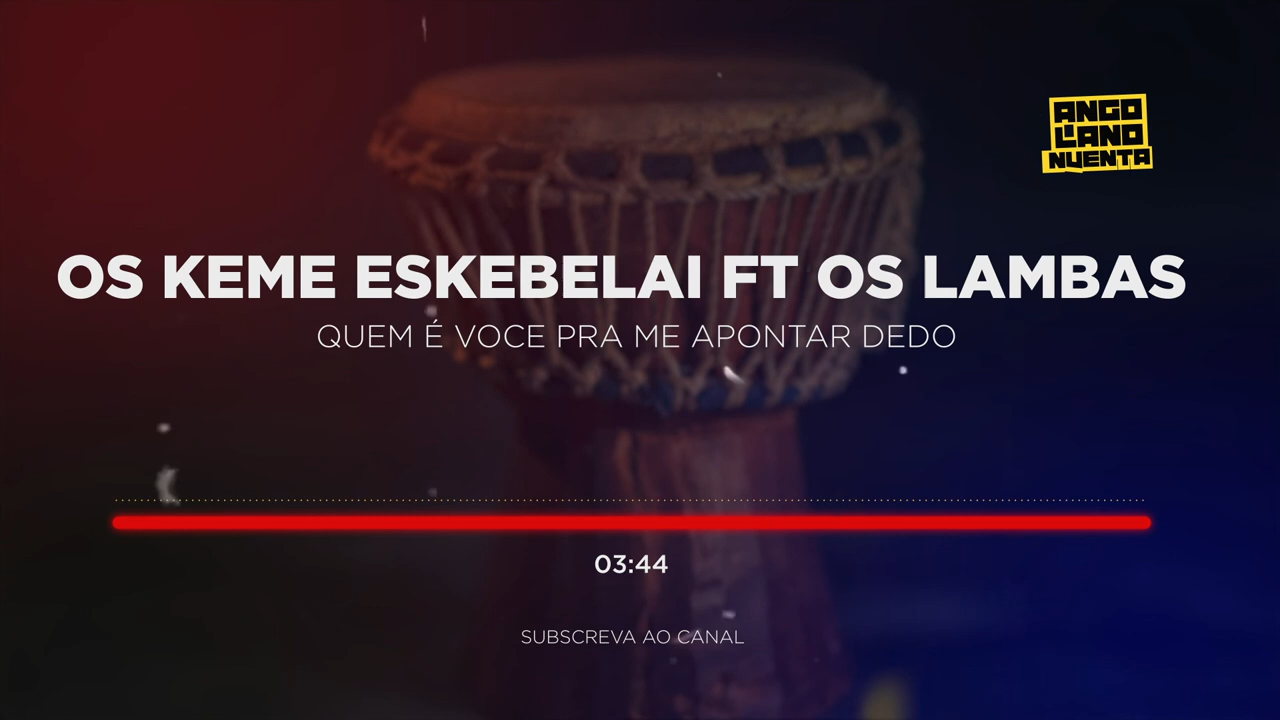 ANGO
LANO
NUENTA
OS KEME ESKEBELAI FT OS LAMBAS
QUEM É VOCE PRA ME APONTAR DEDO
03:44
SUBSCREVA AO CANAL